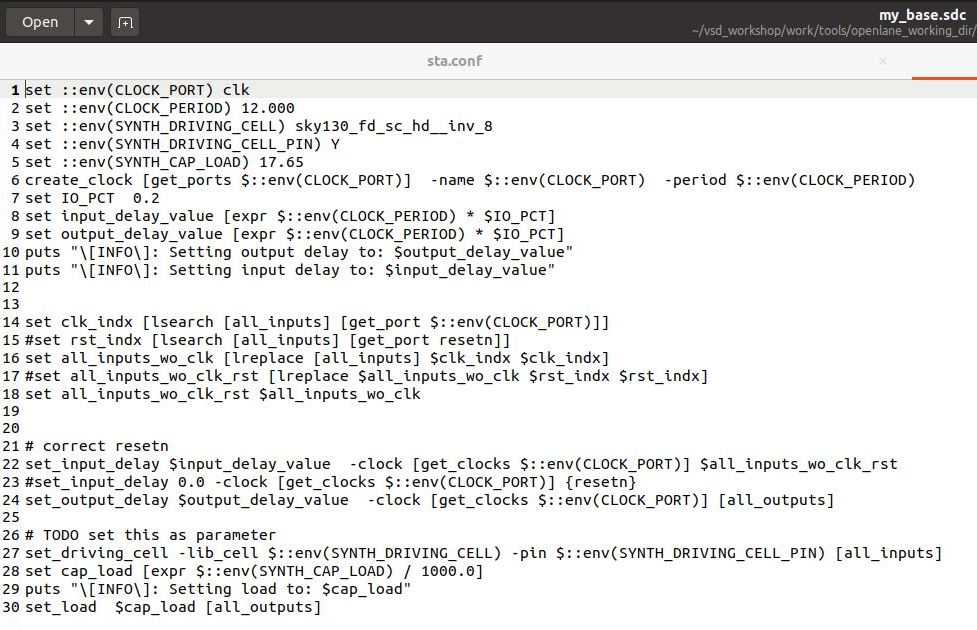 Open
my_base.sdc
~/vsd_workshop/work/tools/openlane_working_dir/
sta.conf
1 set ::env(CLOCK_PORT) clk
2 set ::env(CLOCK_PERIOD) 12.000
3 set ::env(SYNTH_DRIVING_CELL) sky130_fd_sc_hd__inv_8
4 set ::env(SYNTH_DRIVING_CELL_PIN) Y
5 set ::env(SYNTH_CAP_LOAD) 17.65
6 create_clock [get_ports $::env(CLOCK_PORT)]  -name $::env(CLOCK_PORT)  -period $::env(CLOCK_PERIOD)
7 set IO_PCT  0.2
8 set input_delay_value [expr $::env(CLOCK_PERIOD) * $IO_PCT]
9 set output_delay_value [expr $::env(CLOCK_PERIOD) * $IO_PCT]
10 puts "\[INFO\]: Setting output delay to: $output_delay_value"
11 puts "\[INFO\]: Setting input delay to: $input_delay_value"
12
13
14 set clk_indx [lsearch [all_inputs] [get_port $::env(CLOCK_PORT)]]
15 #set rst_indx [lsearch [all_inputs] [get_port resetn]]
16 set all_inputs_wo_clk [lreplace [all_inputs] $clk_indx $clk_indx]
17 #set all_inputs_wo_clk_rst [lreplace $all_inputs_wo_clk $rst_indx $rst_indx]
18 set all_inputs_wo_clk_rst $all_inputs_wo_clk
19
20
21 # correct resetn
22 set_input_delay $input_delay_value  -clock [get_clocks $::env(CLOCK_PORT)] $all_inputs_wo_clk_rst
23 #set_input_delay 0.0 -clock [get_clocks $::env(CLOCK_PORT)] {resetn}
24 set_output_delay $output_delay_value  -clock [get_clocks $::env(CLOCK_PORT)] [all_outputs]
25
26 # TODO set this as parameter
27 set_driving_cell -lib_cell $::env(SYNTH_DRIVING_CELL) -pin $::env(SYNTH_DRIVING_CELL_PIN) [all_inputs]
28 set cap_load [expr $::env(SYNTH_CAP_LOAD) / 1000.0]
29 puts "\[INFO\]: Setting load to: $cap_load"
30 set_load  $cap_load [all_outputs]